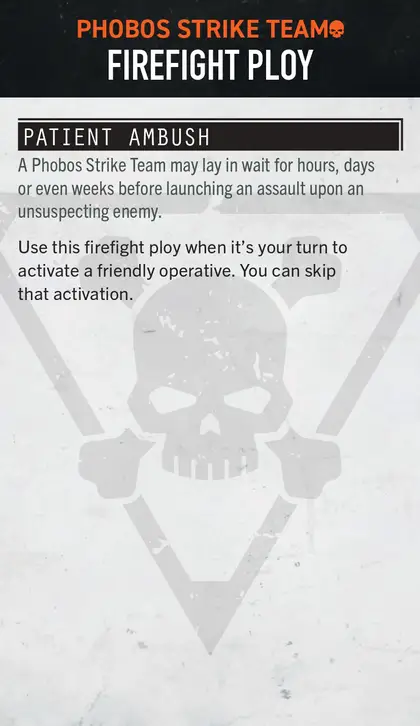 PHOBOS STRIKE TEAM
FIREFIGHT PLOY
PATIENT AMBUSH
A Phobos Strike Team may lay in wait for hours, days
or even weeks before launching an assault upon an
unsuspecting enemy.
Use this firefight ploy when it’s your turn to
activate a friendly operative. You can skip
that activation.